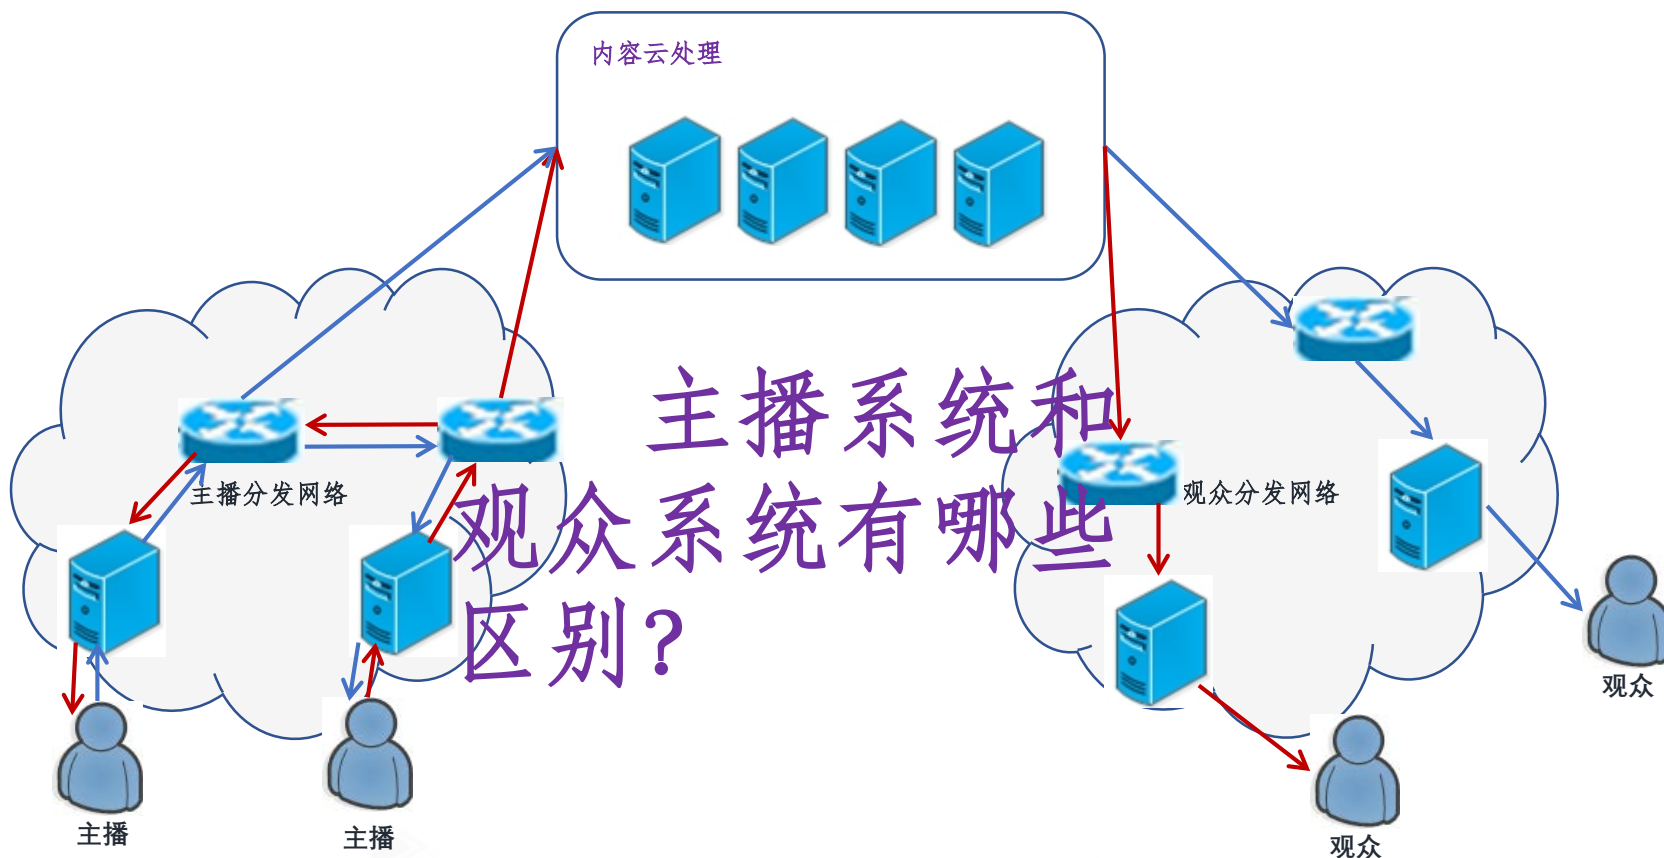 内容云处理
主播系统和
观众系统有哪些
区别?
主播分发网络
观众分发网络
主播
主播
观众
观众